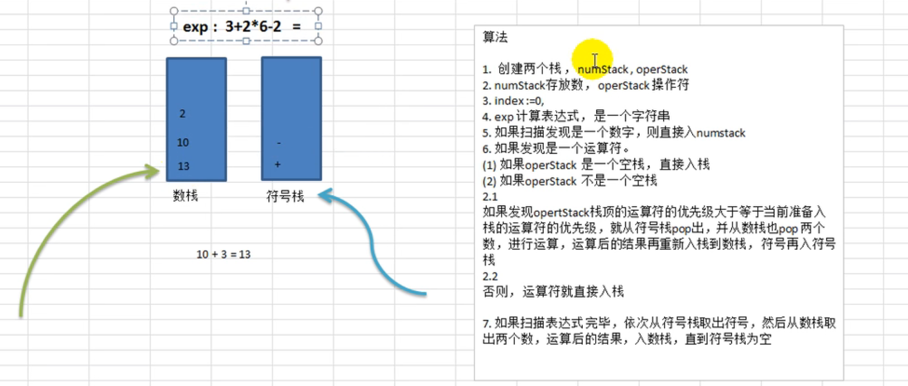 exp： 3+2*6-2 =
2
10
13
-
+
数栈
符号栈
10 + 3 = 13
算法
1. 创建两个栈 ，numStack , operStack
2. numStack存放数， operStack 操作符
3. index :=0,
4. exp 计算表达式，是一个字符串
5. 如果扫描发现是一个数字，则直接入numstack
6. 如果发现是一个运算符。
(1) 如果operStack 是一个空栈，直接入栈
(2) 如果operStack 不是一个空栈
2.1
如果发现opertStack栈顶的运算符的优先级大于等于当前准备入
栈的运算符的优先级，就从符号栈pop出，并从数栈也pop 两个
数，进行运算，运算后的结果再重新入栈到数栈，符号再入符号
栈
2.2
否则，运算符就直接入栈
7. 如果扫描表达式 完毕，依次从符号栈取出符号，然后从数栈取
出两个数，运算后的结果，入数栈，直到符号栈为空